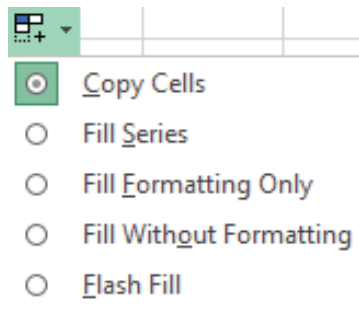 Copy Cells
Fill Series
Fill Formatting Only
Fill Without Formatting
Flash Fill